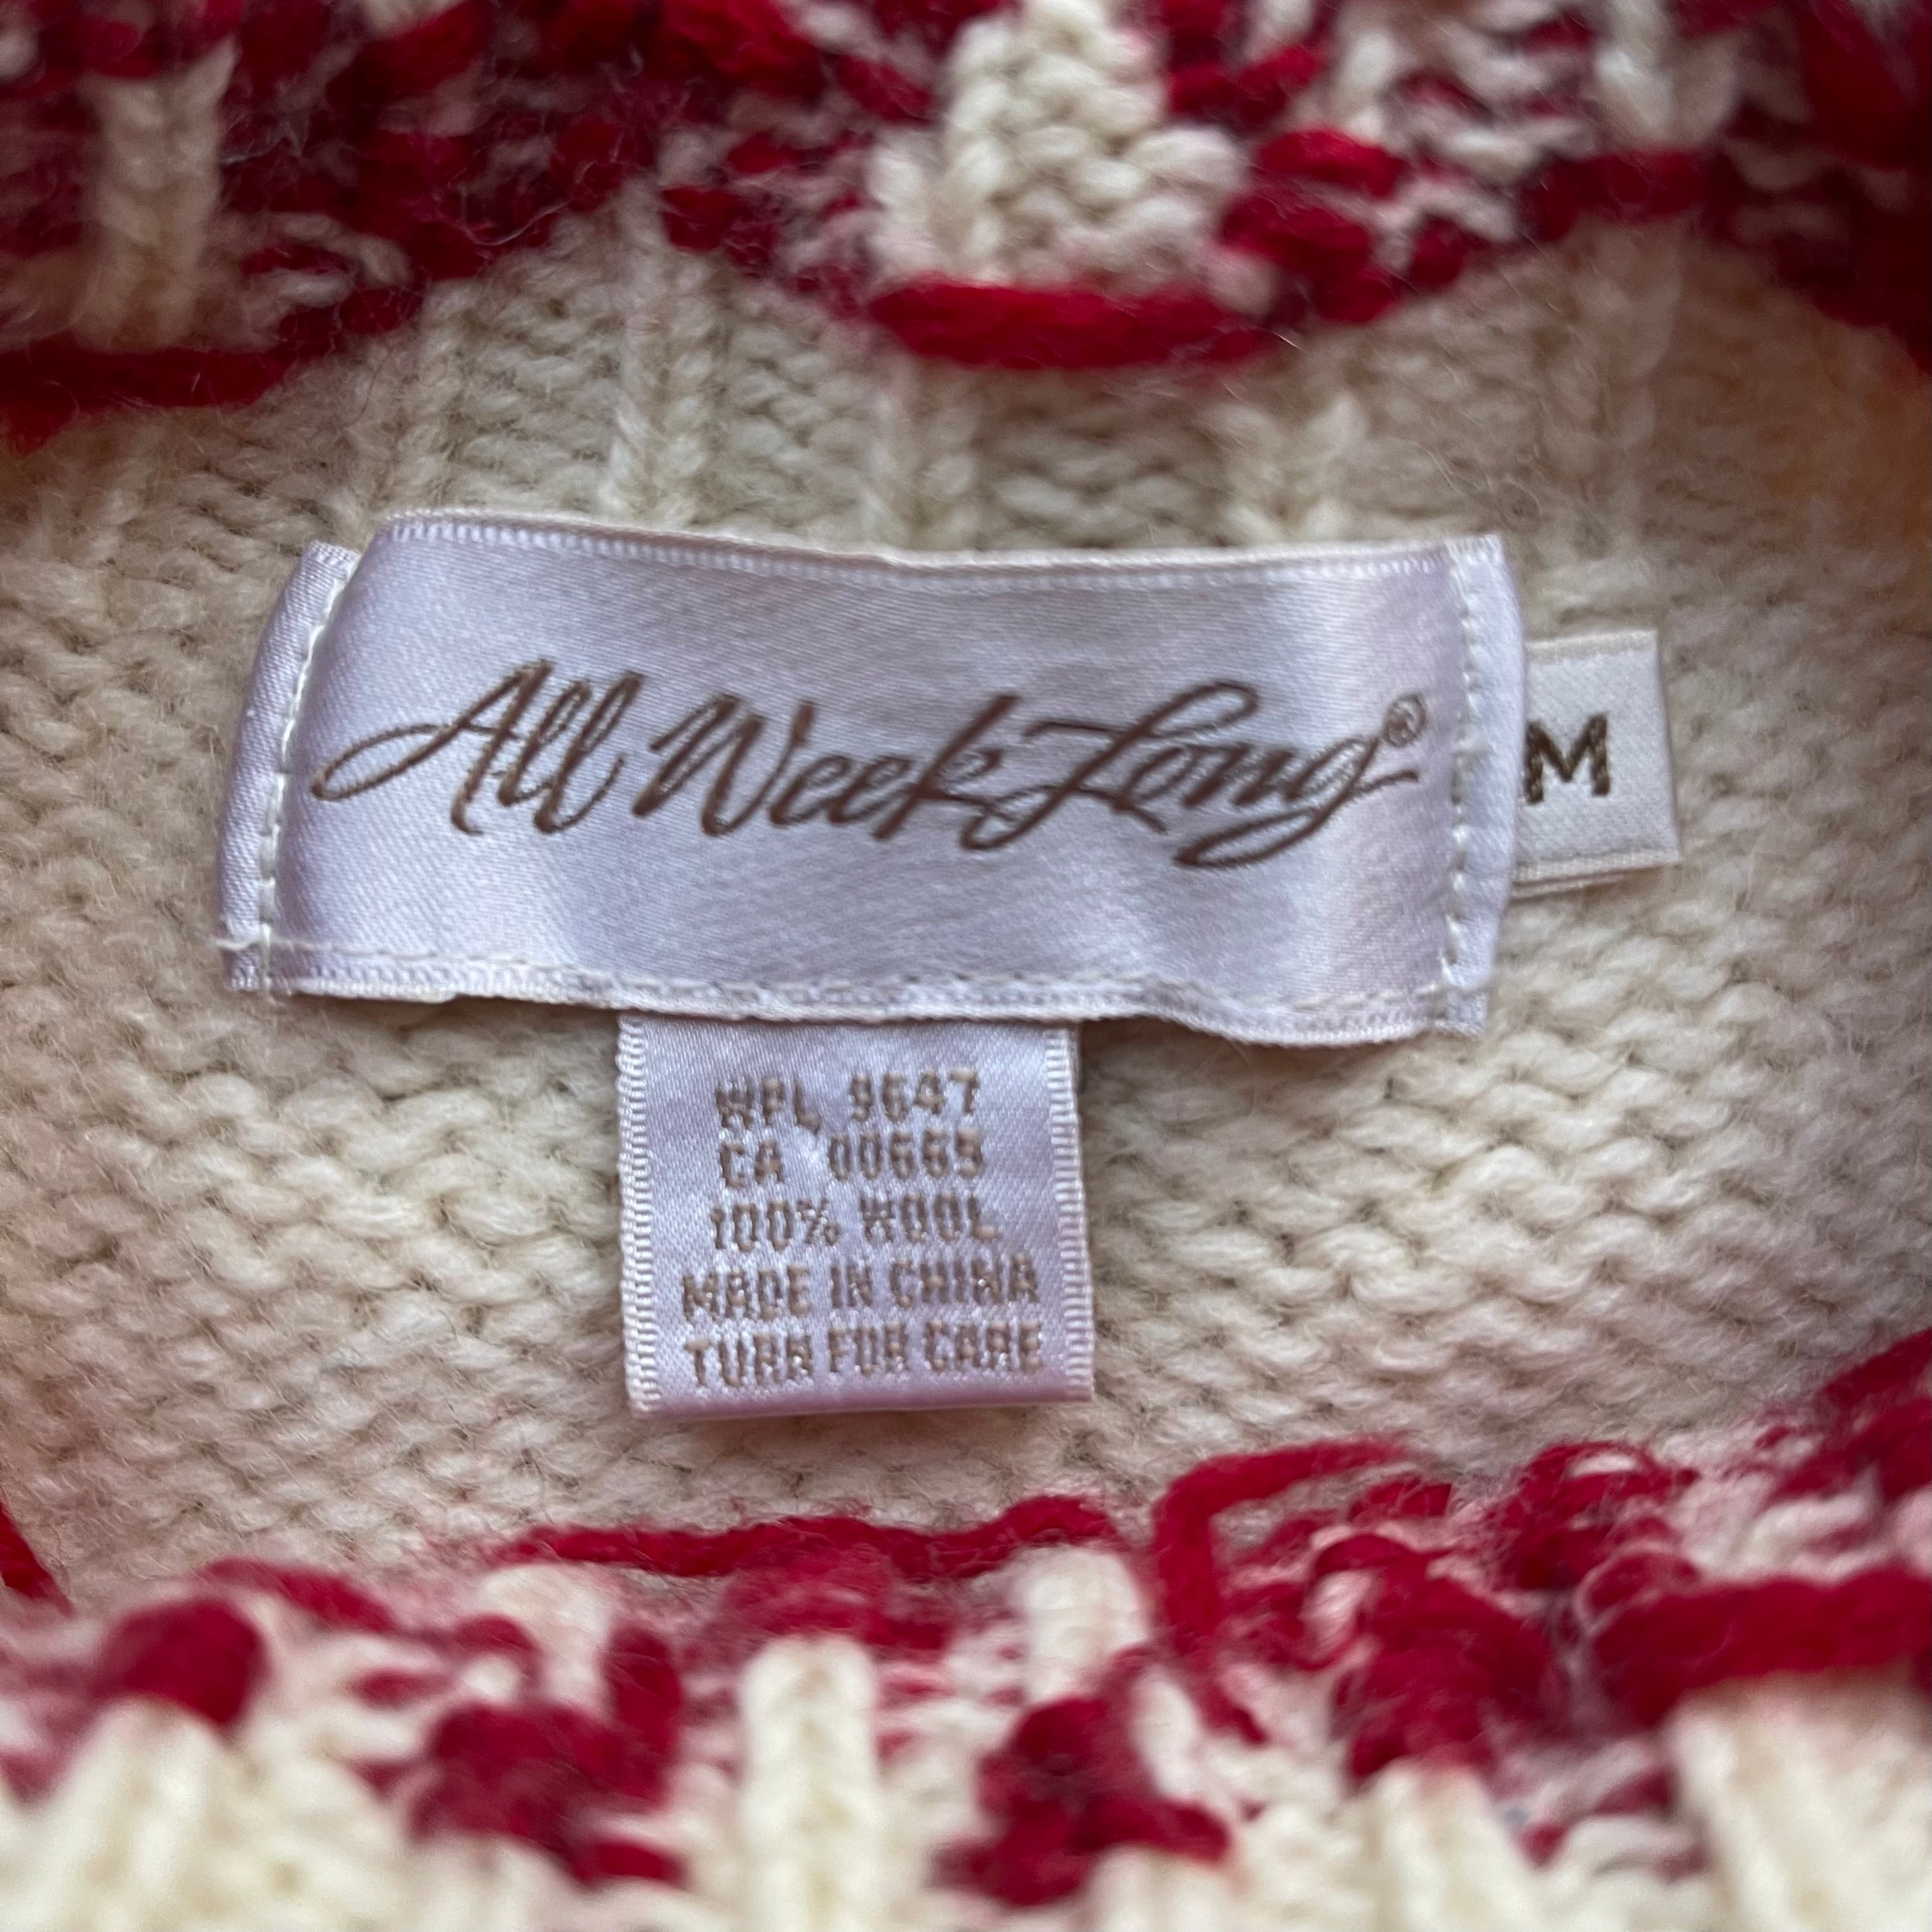 All Week Long®
M
WPL 9647
CA 00665
100% WOOL
MADE IN CHINA
TURN FOR CARE